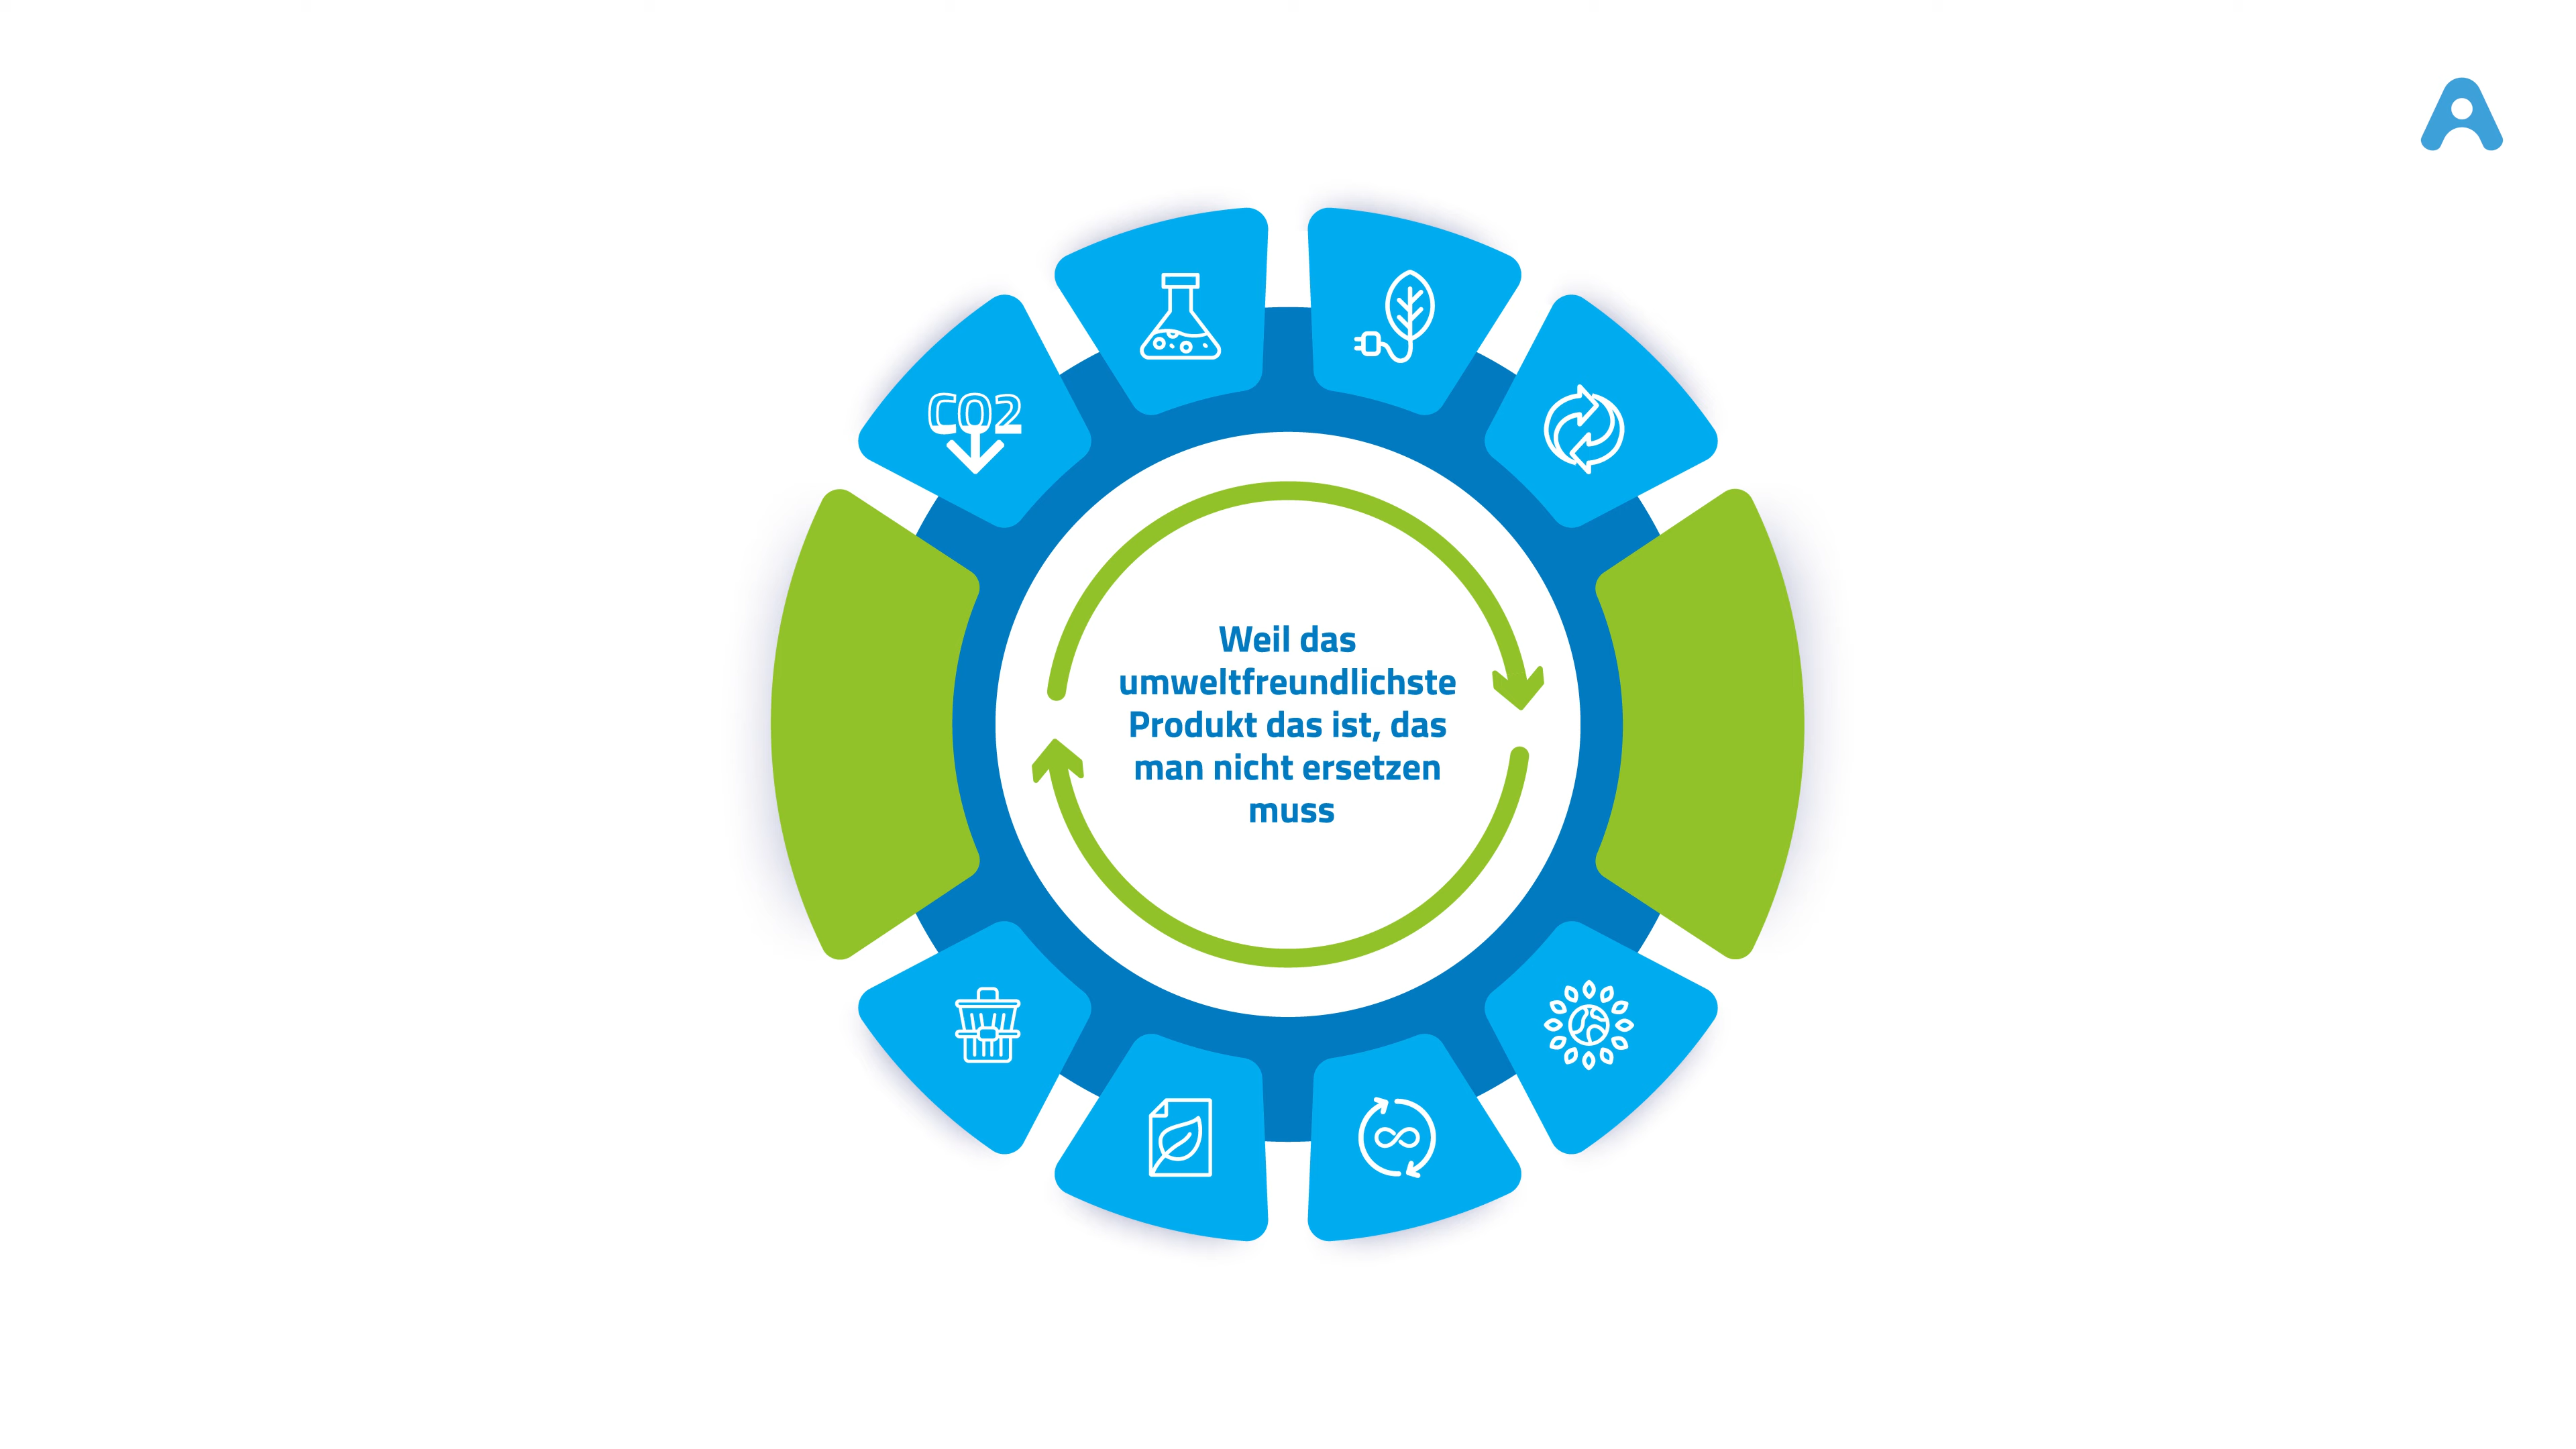 CO2
Weil das
umweltfreundlichste
Produkt das ist, das
man nicht ersetzen
muss